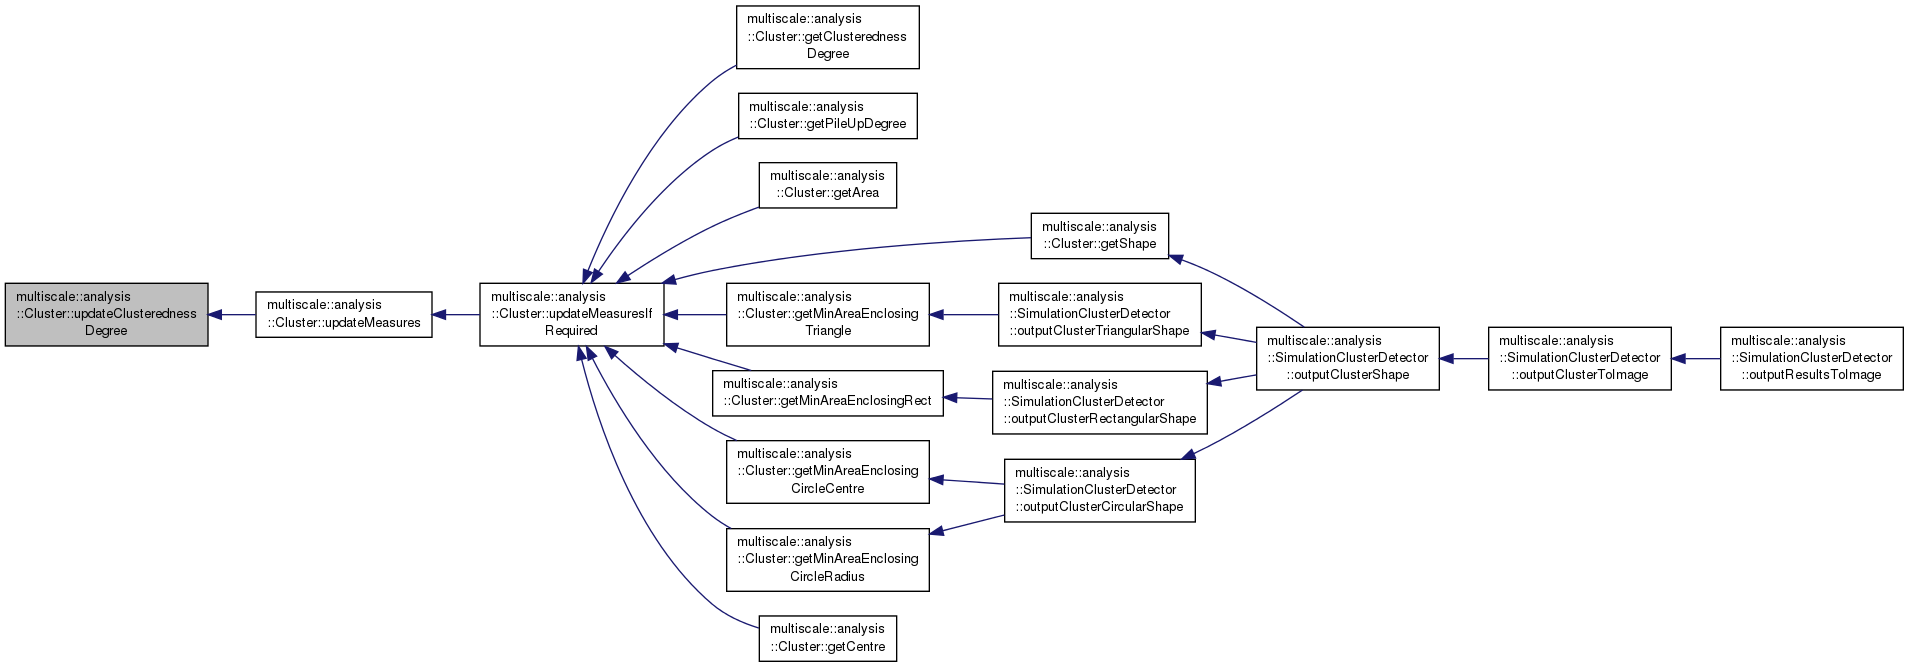 multiscale::analysis
::Cluster::updateClusteredness
Degree
multiscale::analysis
::Cluster::updateMeasures
multiscale::analysis
::Cluster::updateMeasuresIf
Required
multiscale::analysis
::Cluster::getClusteredness
Degree
multiscale::analysis
::Cluster::getPileUpDegree
multiscale::analysis
::Cluster::getArea
multiscale::analysis
::Cluster::getShape
multiscale::analysis
::Cluster::getMinAreaEnclosing
Triangle
multiscale::analysis
::SimulationClusterDetector
::outputClusterTriangularShape
multiscale::analysis
::Cluster::getMinAreaEnclosingRect
multiscale::analysis
::SimulationClusterDetector
::outputClusterRectangularShape
multiscale::analysis
::Cluster::getMinAreaEnclosing
CircleCentre
multiscale::analysis
::SimulationClusterDetector
::outputClusterCircularShape
multiscale::analysis
::Cluster::getMinAreaEnclosing
CircleRadius
multiscale::analysis
::Cluster::getCentre
multiscale::analysis
::SimulationClusterDetector
::outputClusterShape
multiscale::analysis
::SimulationClusterDetector
::outputClusterToImage
multiscale::analysis
::SimulationClusterDetector
::outputResultsToImage